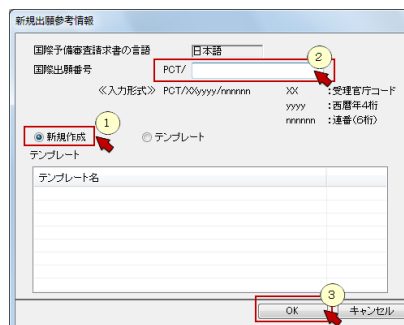 新規出願参考情報
国際予備審査請求書の言語 日本語
国際出願番号 PCT/
2
≪入力形式≫ PCT/XXyyyy/nnnnnn XX :受理官庁コード
yyyy :西暦年4桁
nnnnnn :連番(6桁)
1
新規作成 テンプレート
テンプレート
テンプレート名
3
OK キャンセル